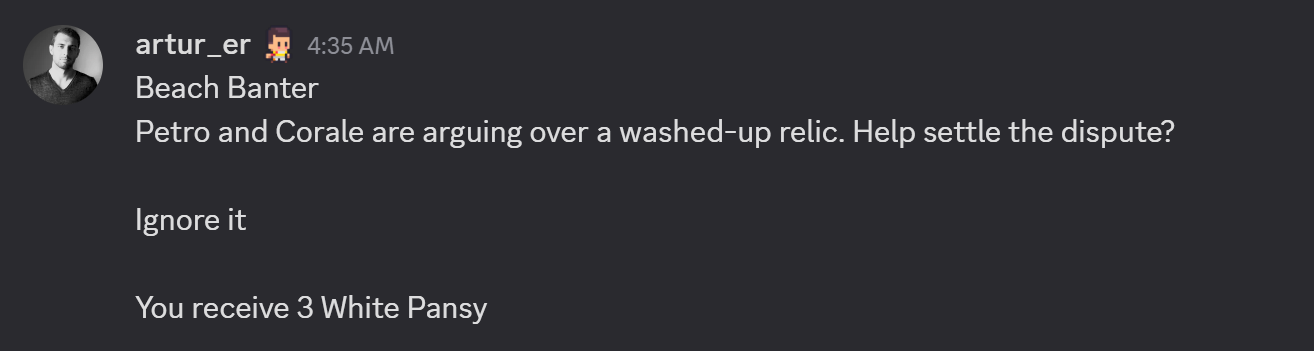 artur_er 4:35 AM
Beach Banter
Petro and Corale are arguing over a washed-up relic. Help settle the dispute?
Ignore it
You receive 3 White Pansy